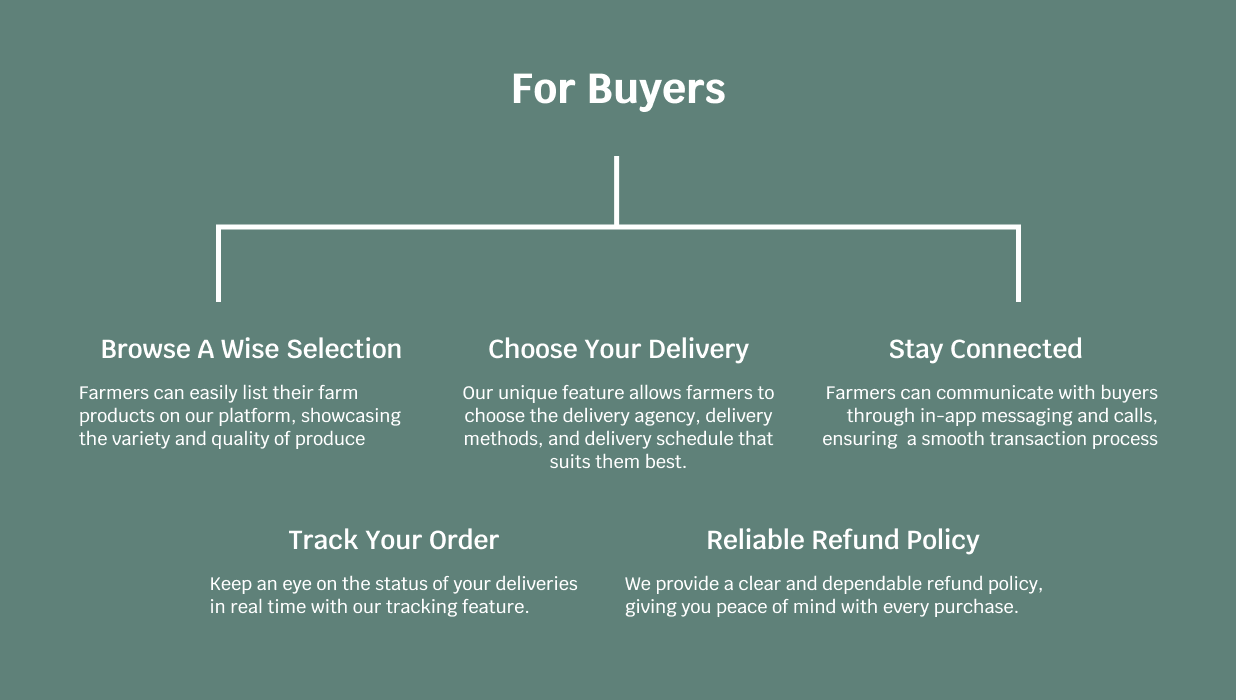 For Buyers
Browse A Wise Selection
Farmers can easily list their farm
products on our platform, showcasing
the variety and quality of produce
Choose Your Delivery
Our unique feature allows farmers to
choose the delivery agency, delivery
methods, and delivery schedule that
suits them best.
Stay Connected
Farmers can communicate with buyers
through in-app messaging and calls,
ensuring  a smooth transaction process
Track Your Order
Keep an eye on the status of your deliveries
in real time with our tracking feature.
Reliable Refund Policy
We provide a clear and dependable refund policy,
giving you peace of mind with every purchase.